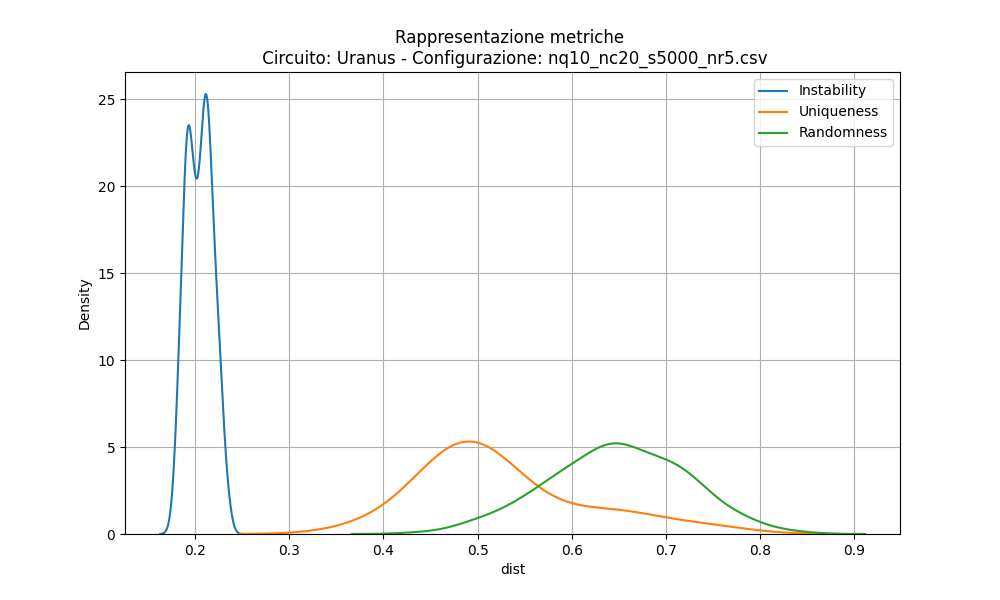 Rappresentazione metriche
Circuito: Uranus - Configurazione: nq10_nc20_s5000_nr5.csv
Instability
Uniqueness
Randomness
25
20
15
10
5
0
Density
0.2 0.3 0.4 0.5 0.6 0.7 0.8 0.9
dist